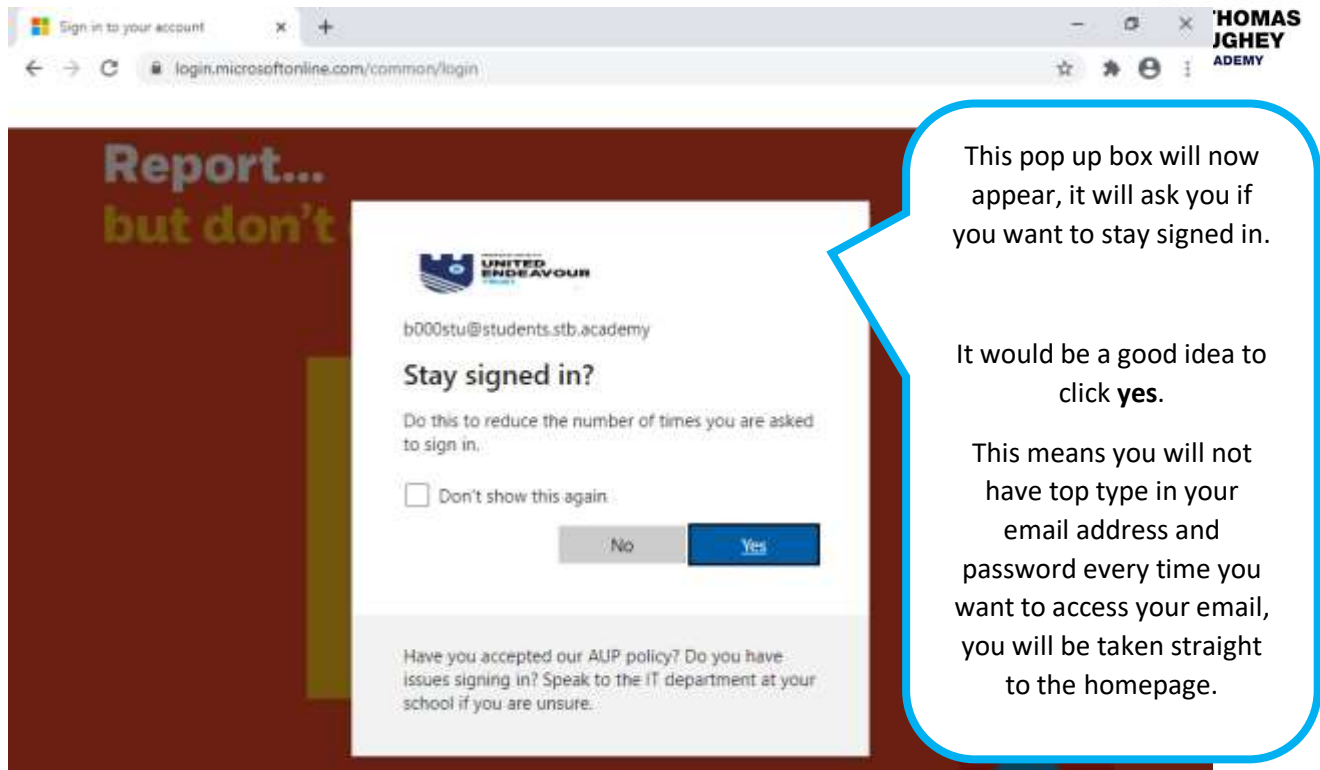 Sign in to your account
HOMAS
UGHEY
ADEMY
login.microsoftonline.com/common/login
Report...
but don't
UNITED
ENDEAVOUR
TRUST
b000stu@students.stb.academy
Stay signed in?
Do this to reduce the number of times you are asked
to sign in.
Don't show this again
No
Yes
Have you accepted our AUP policy? Do you have
issues signing in? Speak to the IT department at your
school if you are unsure.
This pop up box will now
appear, it will ask you if
you want to stay signed in.
It would be a good idea to
click yes.
This means you will not
have top type in your
email address and
password every time you
want to access your email,
you will be taken straight
to the homepage.